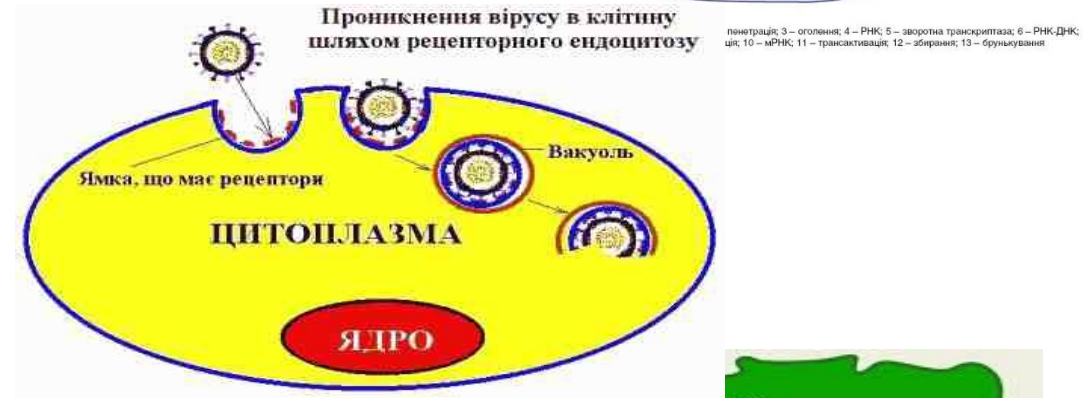 Проникнення вірусу в клітину
шляхом рецепторного ендоцитозу
пенетрація; 3 – оголення; 4 – РНК; 5 – зворотна транскриптаза; 6 – РНК-ДНК;
ція; 10 – мРНК; 11 – трансактивація; 12 – збирання; 13 – брунькування
Вакуоль
Ямка, що має рецептори
ЦИТОПЛАЗМА
ЯДРО